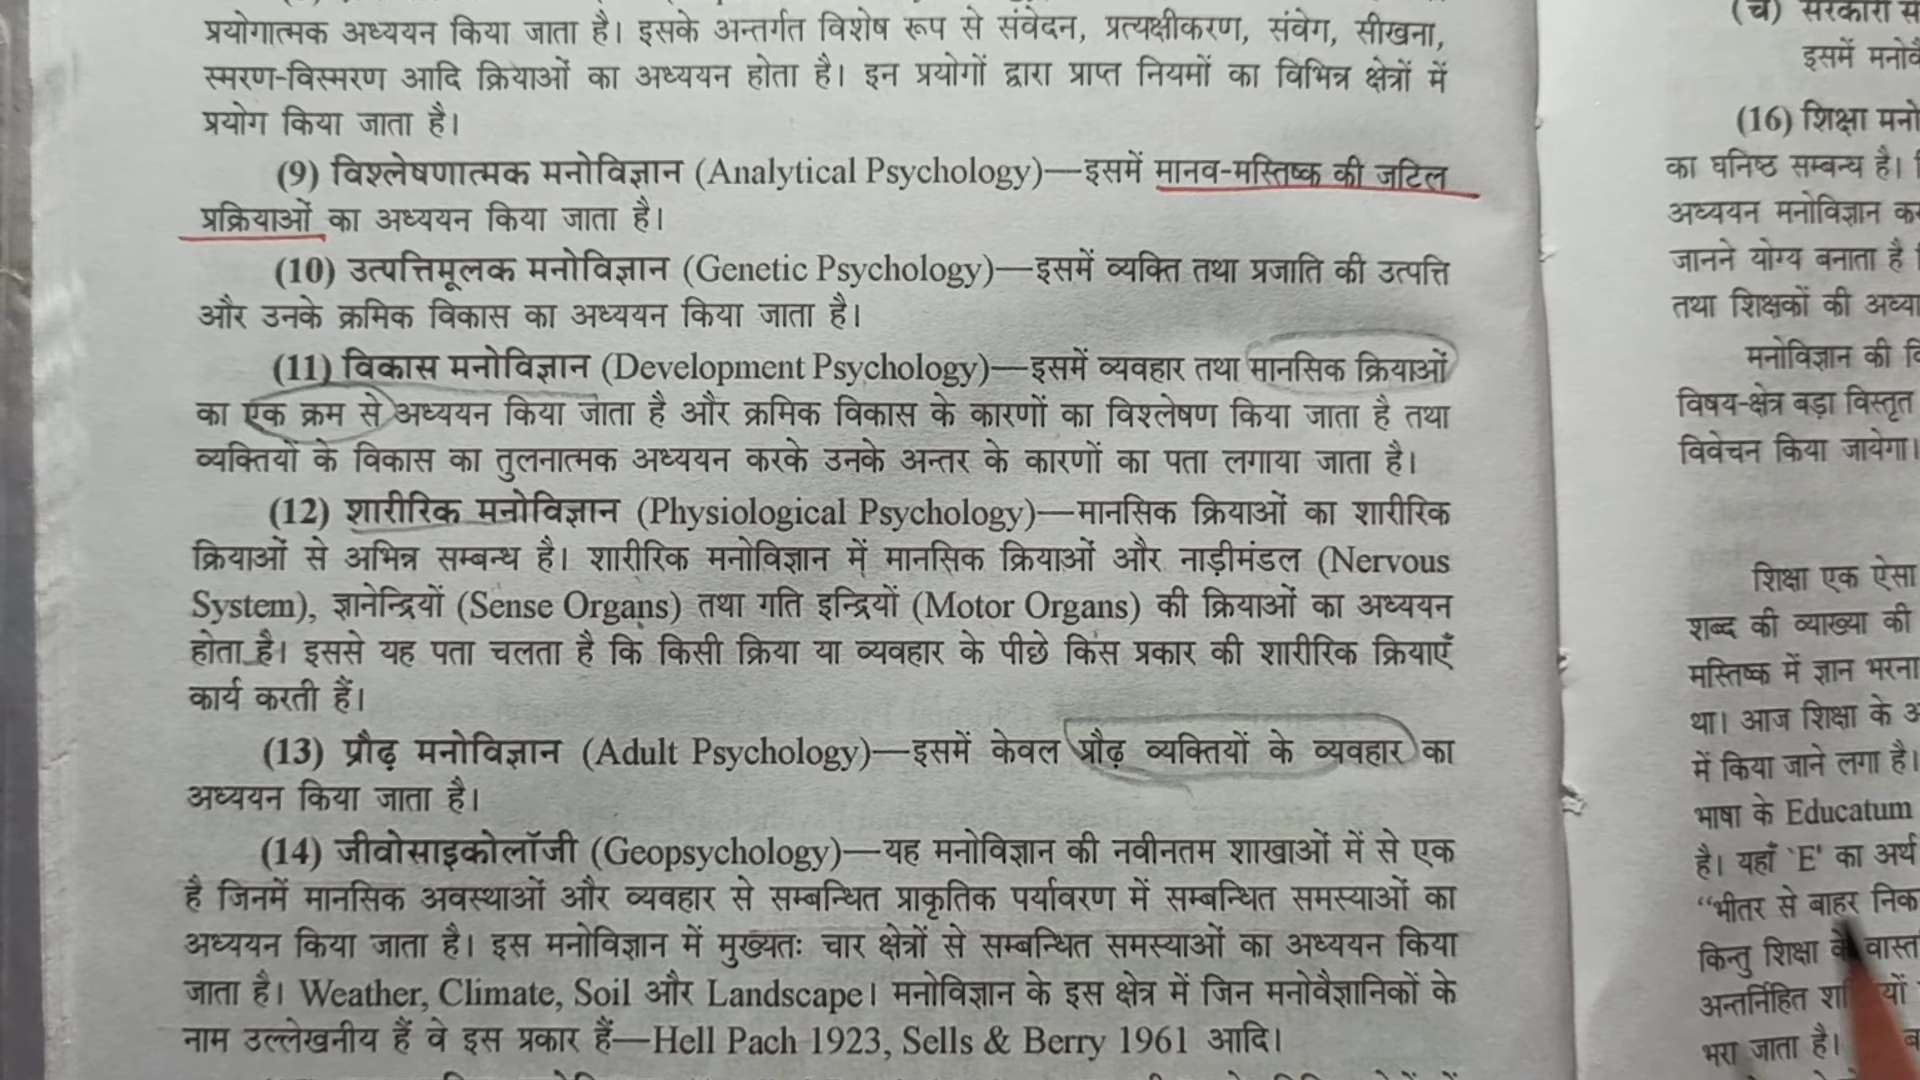 प्रयोगात्मक अध्ययन किया जाता है। इसके अन्तर्गत विशेष रूप से संवेदन, प्रत्यक्षीकरण, संवेग, सीखना,
स्मरण-विस्मरण आदि क्रियाओं का अध्ययन होता है। इन प्रयोगों द्वारा प्राप्त नियमों का विभिन्न क्षेत्रों में
प्रयोग किया जाता है।
(9) विश्लेषणात्मक मनोविज्ञान (Analytical Psychology)—इसमें मानव-मस्तिष्क की जटिल
प्रक्रियाओं का अध्ययन किया जाता है।
(10) उत्पत्तिमूलक मनोविज्ञान (Genetic Psychology)—इसमें व्यक्ति तथा प्रजाति की उत्पत्ति
और उनके क्रमिक विकास का अध्ययन किया जाता है।
(11) विकास मनोविज्ञान (Development Psychology)—इसमें व्यवहार तथा मानसिक क्रियाओं
का एक क्रम से अध्ययन किया जाता है और क्रमिक विकास के कारणों का विश्लेषण किया जाता है तथा
व्यक्तियों के विकास का तुलनात्मक अध्ययन करके उनके अन्तर के कारणों का पता लगाया जाता है।
(12) शारीरिक मनोविज्ञान (Physiological Psychology)—मानसिक क्रियाओं का शारीरिक
क्रियाओं से अभिन्न सम्बन्ध है। शारीरिक मनोविज्ञान में मानसिक क्रियाओं और नाड़ीमंडल (Nervous
System), ज्ञानेन्द्रियों (Sense Organs) तथा गति इन्द्रियों (Motor Organs) की क्रियाओं का अध्ययन
होता है। इससे यह पता चलता है कि किसी क्रिया या व्यवहार के पीछे किस प्रकार की शारीरिक क्रियाएँ
कार्य करती हैं।
(13) प्रौढ़ मनोविज्ञान (Adult Psychology)—इसमें केवल प्रौढ़ व्यक्तियों के व्यवहार का
अध्ययन किया जाता है।
(14) जीवोसाइकोलॉजी (Geopsychology)—यह मनोविज्ञान की नवीनतम शाखाओं में से एक
है जिनमें मानसिक अवस्थाओं और व्यवहार से सम्बन्धित प्राकृतिक पर्यावरण में सम्बन्धित समस्याओं का
अध्ययन किया जाता है। इस मनोविज्ञान में मुख्यतः चार क्षेत्रों से सम्बन्धित समस्याओं का अध्ययन किया
जाता है। Weather, Climate, Soil और Landscape। मनोविज्ञान के इस क्षेत्र में जिन मनोवैज्ञानिकों के
नाम उल्लेखनीय हैं वे इस प्रकार हैं—Hell Pach 1923, Sells & Berry 1961 आदि।
(च) सरकारी
इसमें
(16) शिक्षा
का घनिष्ठ सम्बन्ध है।
अध्ययन मनोविज्ञान
जानने योग्य बनाता है
तथा शिक्षकों की
मनोविज्ञान की
विषय-क्षेत्र बड़ा विस्तृत
विवेचन किया जायेगा।
शिक्षा एक ऐसा
शब्द की व्याख्या की
मस्तिष्क में ज्ञान भरना
था। आज शिक्षा के
में किया जाने लगा है।
भाषा के Educatum
है। यहाँ 'E' का अर्थ
“भीतर से बाहर
किन्तु शिक्षा
अन्तर्निहित
भरा जाता है।